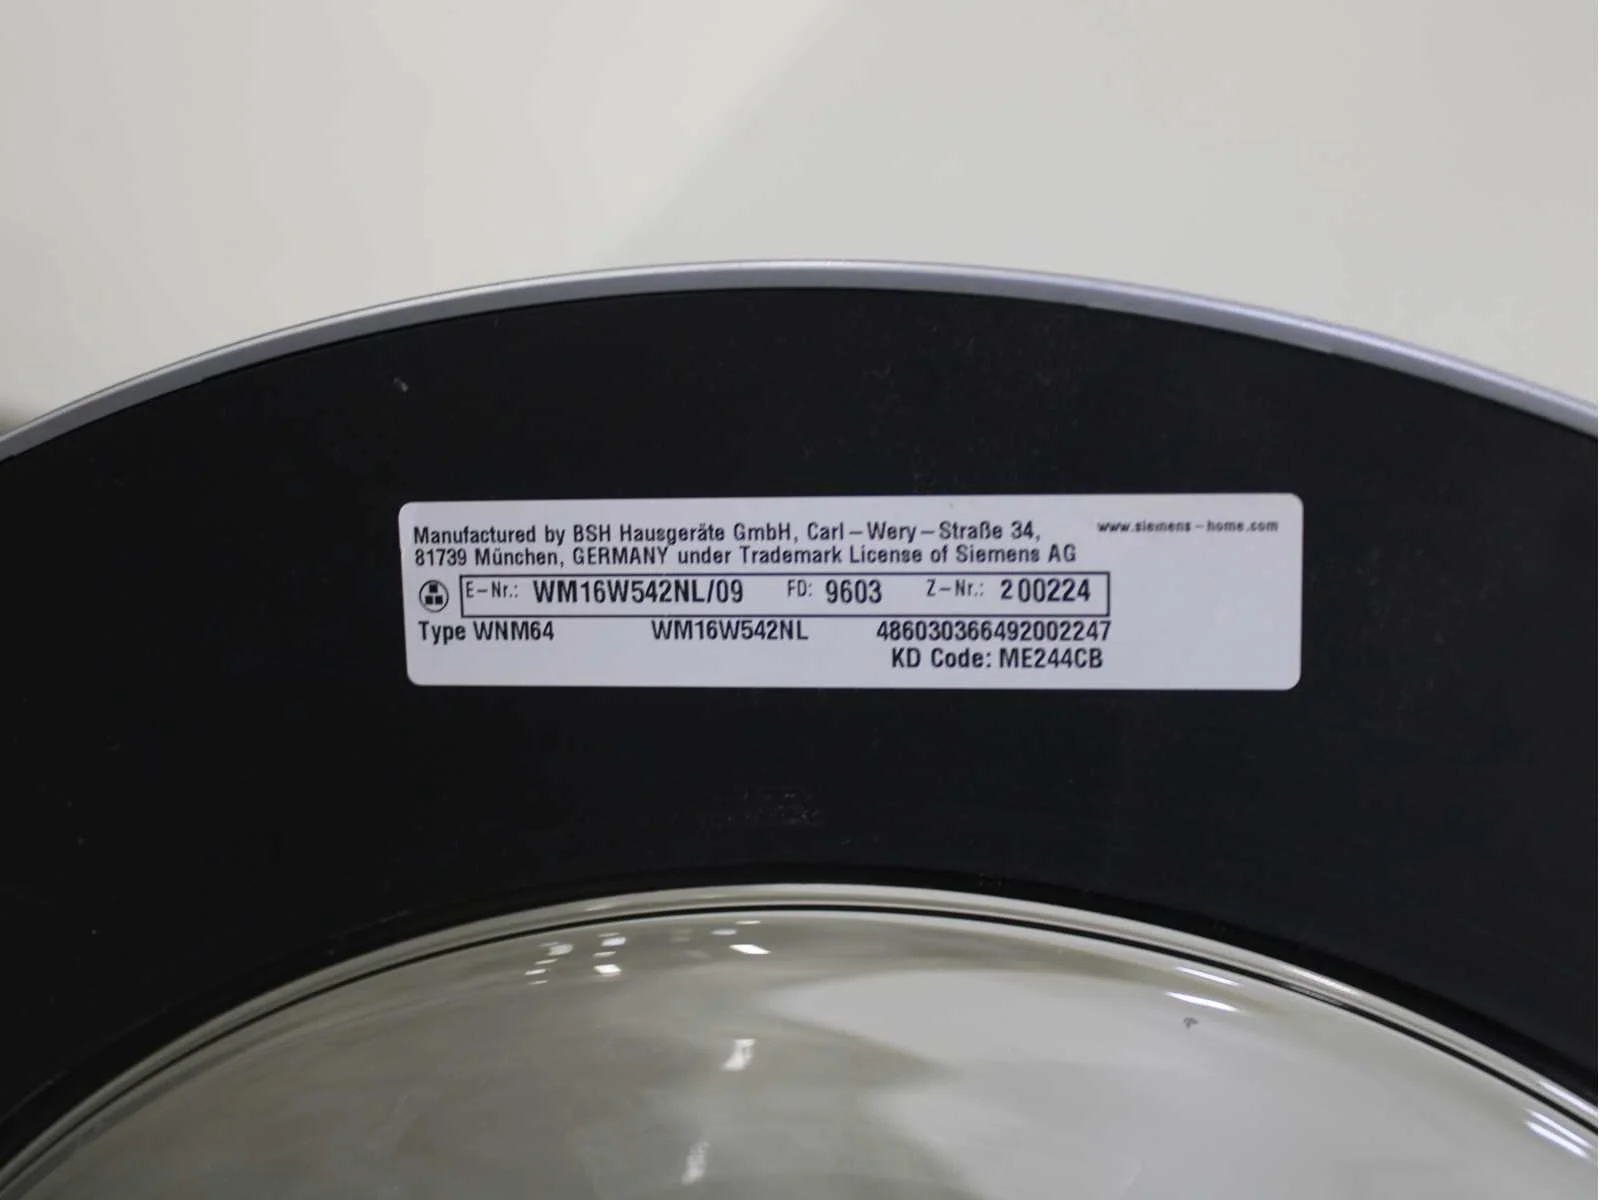 Manufactured by BSH Hausgeräte GmbH, Carl-Wery-Straße 34, www.siemens-home.com
81739 München, GERMANY under Trademark License of Siemens AG
E-Nr.: WM16W542NL/09 FD: 9603 Z-Nr.: 200224
Type WNM64 WM16W542NL 486030366492002247
KD Code: ME244CB